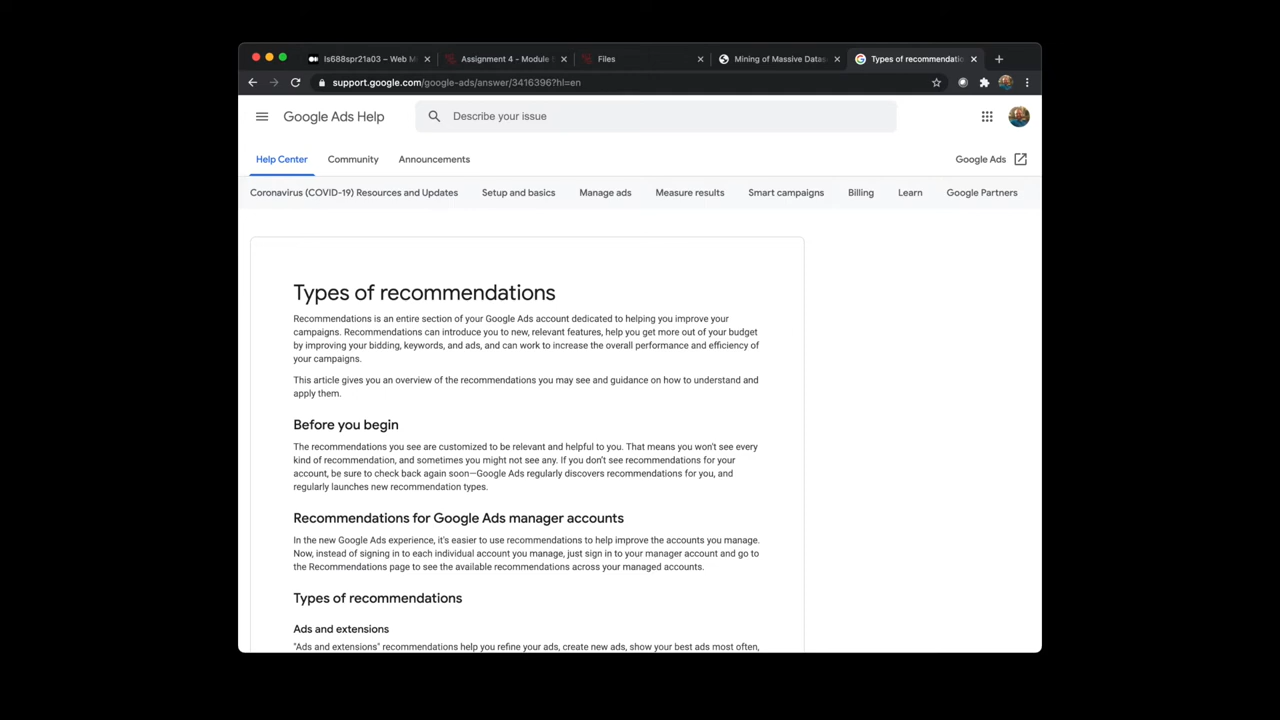 ls688spr21a03 – Web M
Assignment 4 - Module
Files
Mining of Massive Datas
Types of recommendatio
support.google.com/google-ads/answer/3416396?hl=en
Google Ads Help
Describe your issue
Help Center
Community
Announcements
Google Ads
Coronavirus (COVID-19) Resources and Updates
Setup and basics
Manage ads
Measure results
Smart campaigns
Billing
Learn
Google Partners
Types of recommendations
Recommendations is an entire section of your Google Ads account dedicated to helping you improve your
campaigns. Recommendations can introduce you to new, relevant features, help you get more out of your budget
by improving your bidding, keywords, and ads, and can work to increase the overall performance and efficiency of
your campaigns.
This article gives you an overview of the recommendations you may see and guidance on how to understand and
apply them.
Before you begin
The recommendations you see are customized to be relevant and helpful to you. That means you won't see every
kind of recommendation, and sometimes you might not see any. If you don't see recommendations for your
account, be sure to check back again soon—Google Ads regularly discovers recommendations for you, and
regularly launches new recommendation types.
Recommendations for Google Ads manager accounts
In the new Google Ads experience, it's easier to use recommendations to help improve the accounts you manage.
Now, instead of signing in to each individual account you manage, just sign in to your manager account and go to
the Recommendations page to see the available recommendations across your managed accounts.
Types of recommendations
Ads and extensions
"Ads and extensions" recommendations help you refine your ads, create new ads, show your best ads most often,